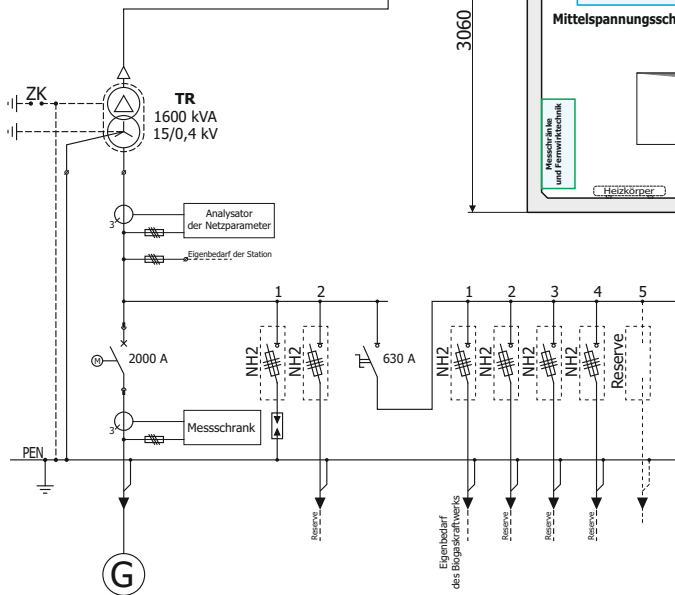 3060
Mittelspannungssch
Messchränke
und Fernwirktechnik
Heizkörper
ZK
TR
1600 kVA
15/0,4 kV
3
Analysator
der Netzparameter
Eigenbedarf der Station
1
2
1
2
3
4
5
M
2000 A
NH2
NH2
630 A
NH2
NH2
NH2
NH2
Reserve
3
Messschrank
PEN
Reserve
Eigenbedarf
des Biogaskraftwerks
Reserve
Reserve
Reserve
G